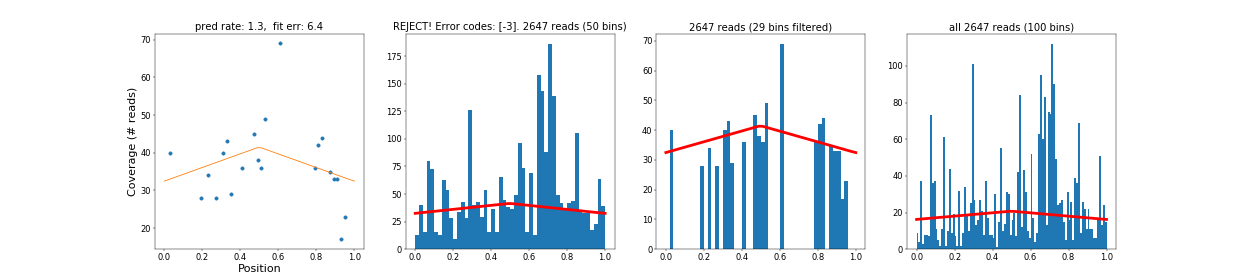 pred rate: 1.3, fit err: 6.4
REJECT! Error codes: [-3]. 2647 reads (50 bins)
2647 reads (29 bins filtered)
all 2647 reads (100 bins)
Coverage (# reads)
70
60
50
40
30
20
0.0 0.2 0.4 0.6 0.8 1.0
Position
175
150
125
100
75
50
25
0
0.0 0.2 0.4 0.6 0.8 1.0
70
60
50
40
30
20
10
0
0.0 0.2 0.4 0.6 0.8 1.0
100
80
60
40
20
0
0.0 0.2 0.4 0.6 0.8 1.0